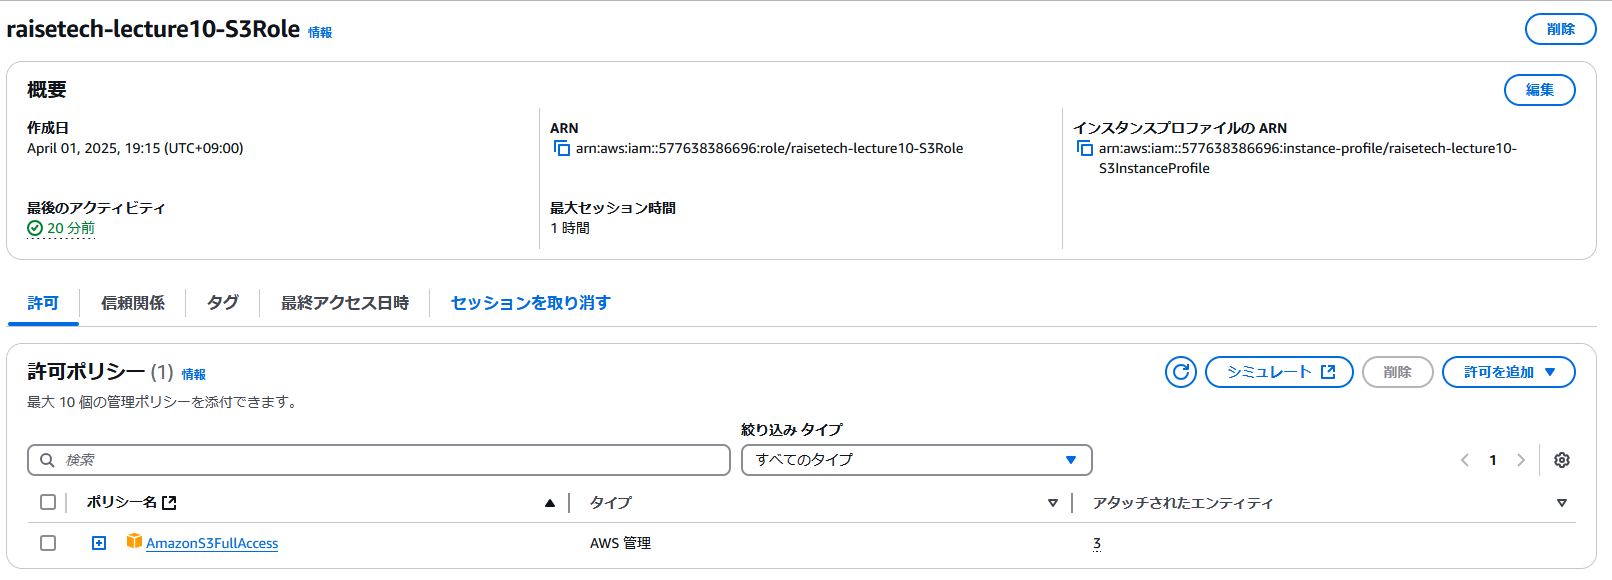 raisetech-lecture10-S3Role 情報
削除
概要
編集
作成日
April 01, 2025, 19:15 (UTC+09:00)
ARN
arn:aws:iam::577638386696:role/raisetech-lecture10-S3Role
インスタンスプロファイルの ARN
arn:aws:iam::577638386696:instance-profile/raisetech-lecture10-
S3InstanceProfile
最後のアクティビティ
20 分前
最大セッション時間
1 時間
許可 信頼関係 タグ 最終アクセス日時 セッションを取り消す
許可ポリシー (1) 情報
シミュレート 削除 許可を追加
最大 10 個の管理ポリシーを添付できます。
絞り込み タイプ
検索 すべてのタイプ 1
ポリシー名 タイプ アタッチされたエンティティ
AmazonS3FullAccess AWS 管理 3